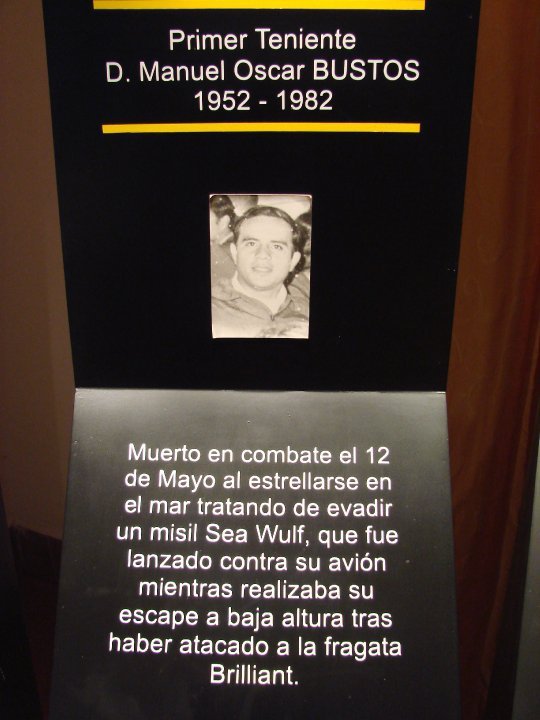 Primer Teniente
D. Manuel Oscar BUSTOS
1952 - 1982
Muerto en combate el 12
de Mayo al estrellarse en
el mar tratando de evadir
un misil Sea Wulf, que fue
lanzado contra su avión
mientras realizaba su
escape a baja altura tras
haber atacado a la fragata
Brilliant.